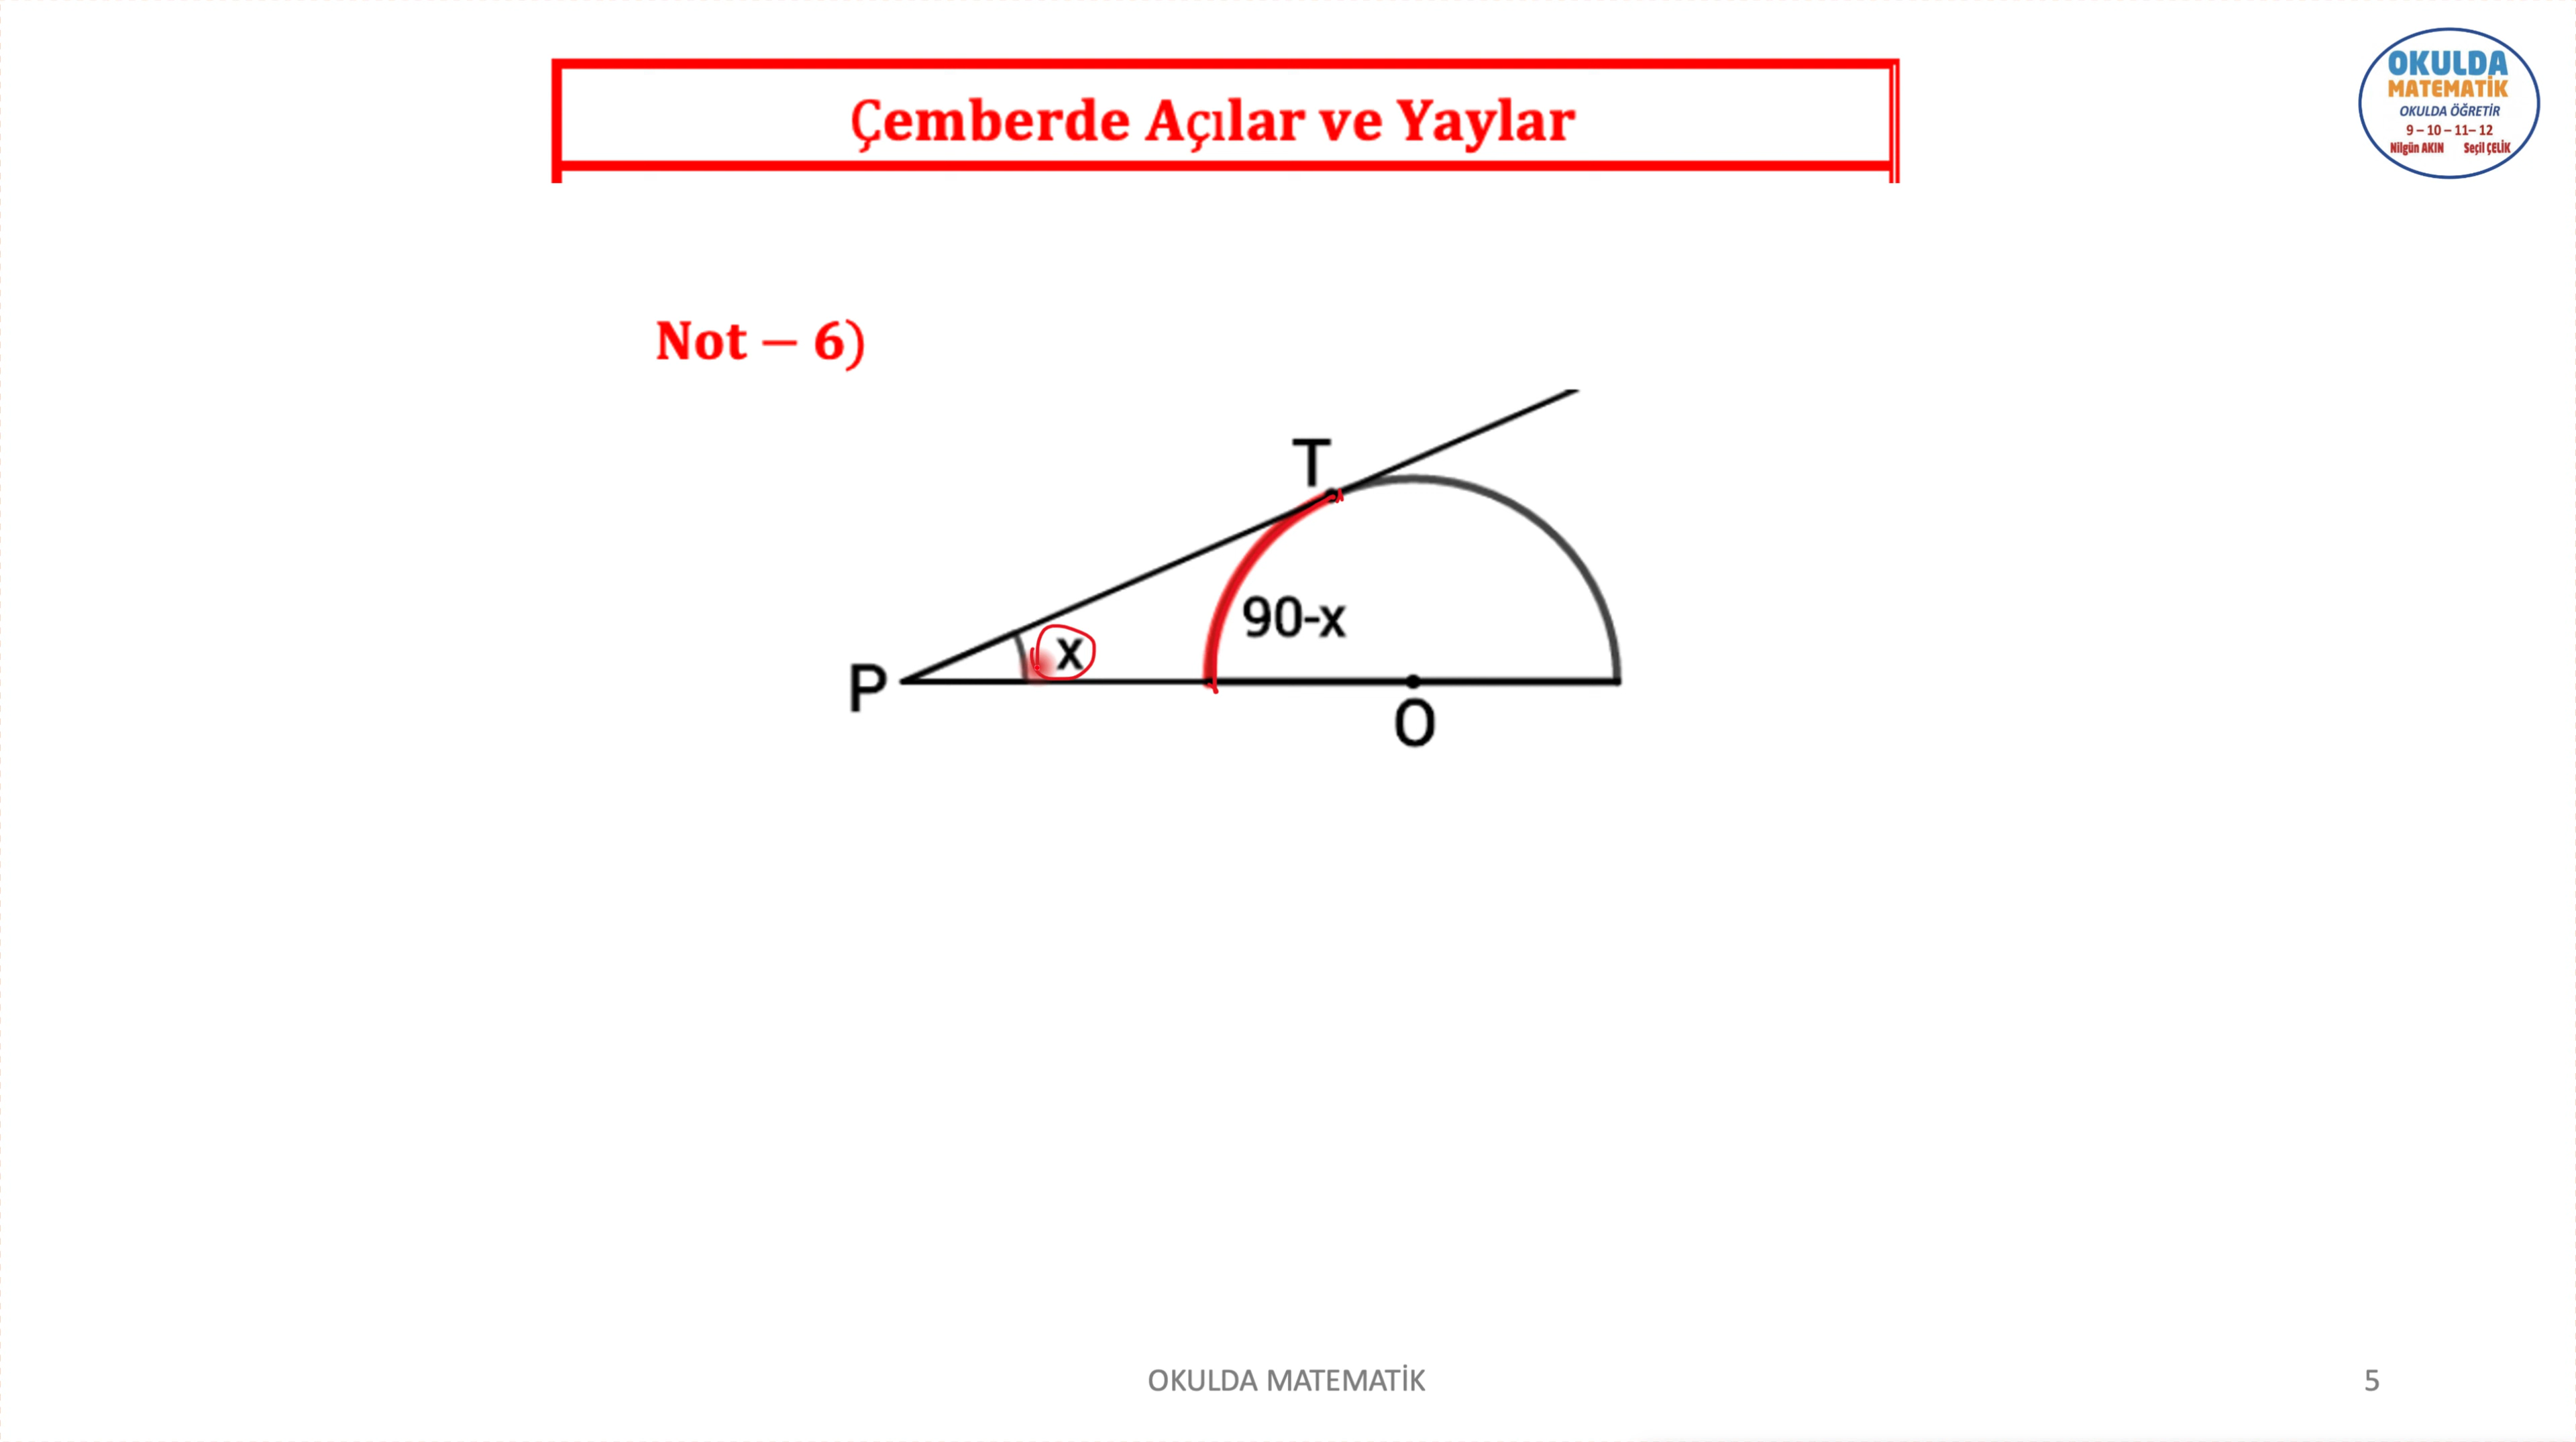 Çemberde Açılar ve Yaylar
OKULDA
MATEMATİK
OKULDA ÖĞRETİR
9 – 10 – 11– 12
Nilgün AKIN Seçil ÇELİK
Not – 6)
T
90-x
x
P
O
OKULDA MATEMATİK
5